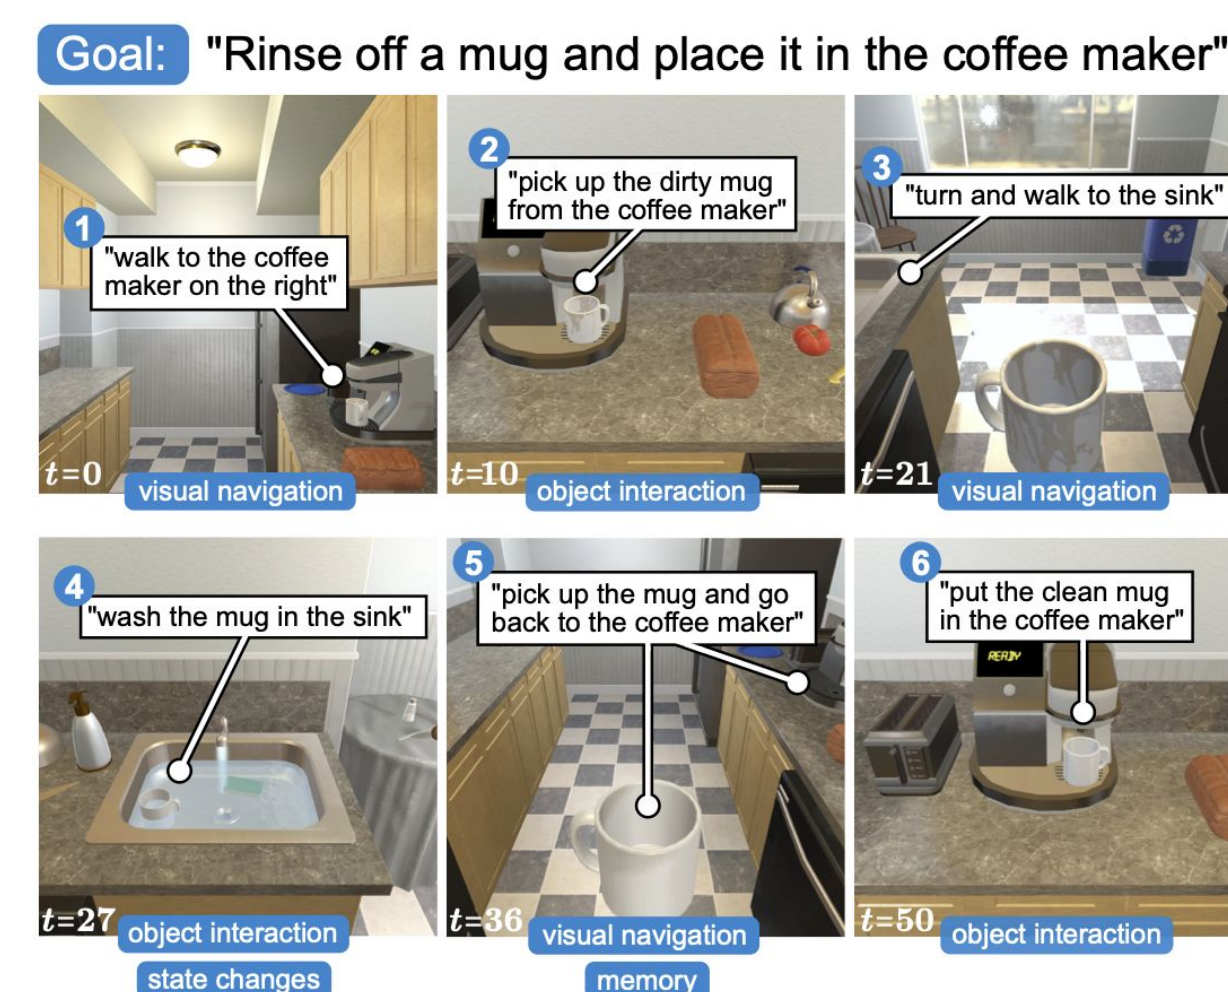 Goal: "Rinse off a mug and place it in the coffee maker"
1
"walk to the coffee
maker on the right"
t=0
visual navigation
2
"pick up the dirty mug
from the coffee maker"
t=10
object interaction
3
"turn and walk to the sink"
t=21
visual navigation
4
"wash the mug in the sink"
t=27
object interaction
state changes
5
"pick up the mug and go
back to the coffee maker"
t=36
visual navigation
memory
6
"put the clean mug
in the coffee maker"
READY
t=50
object interaction